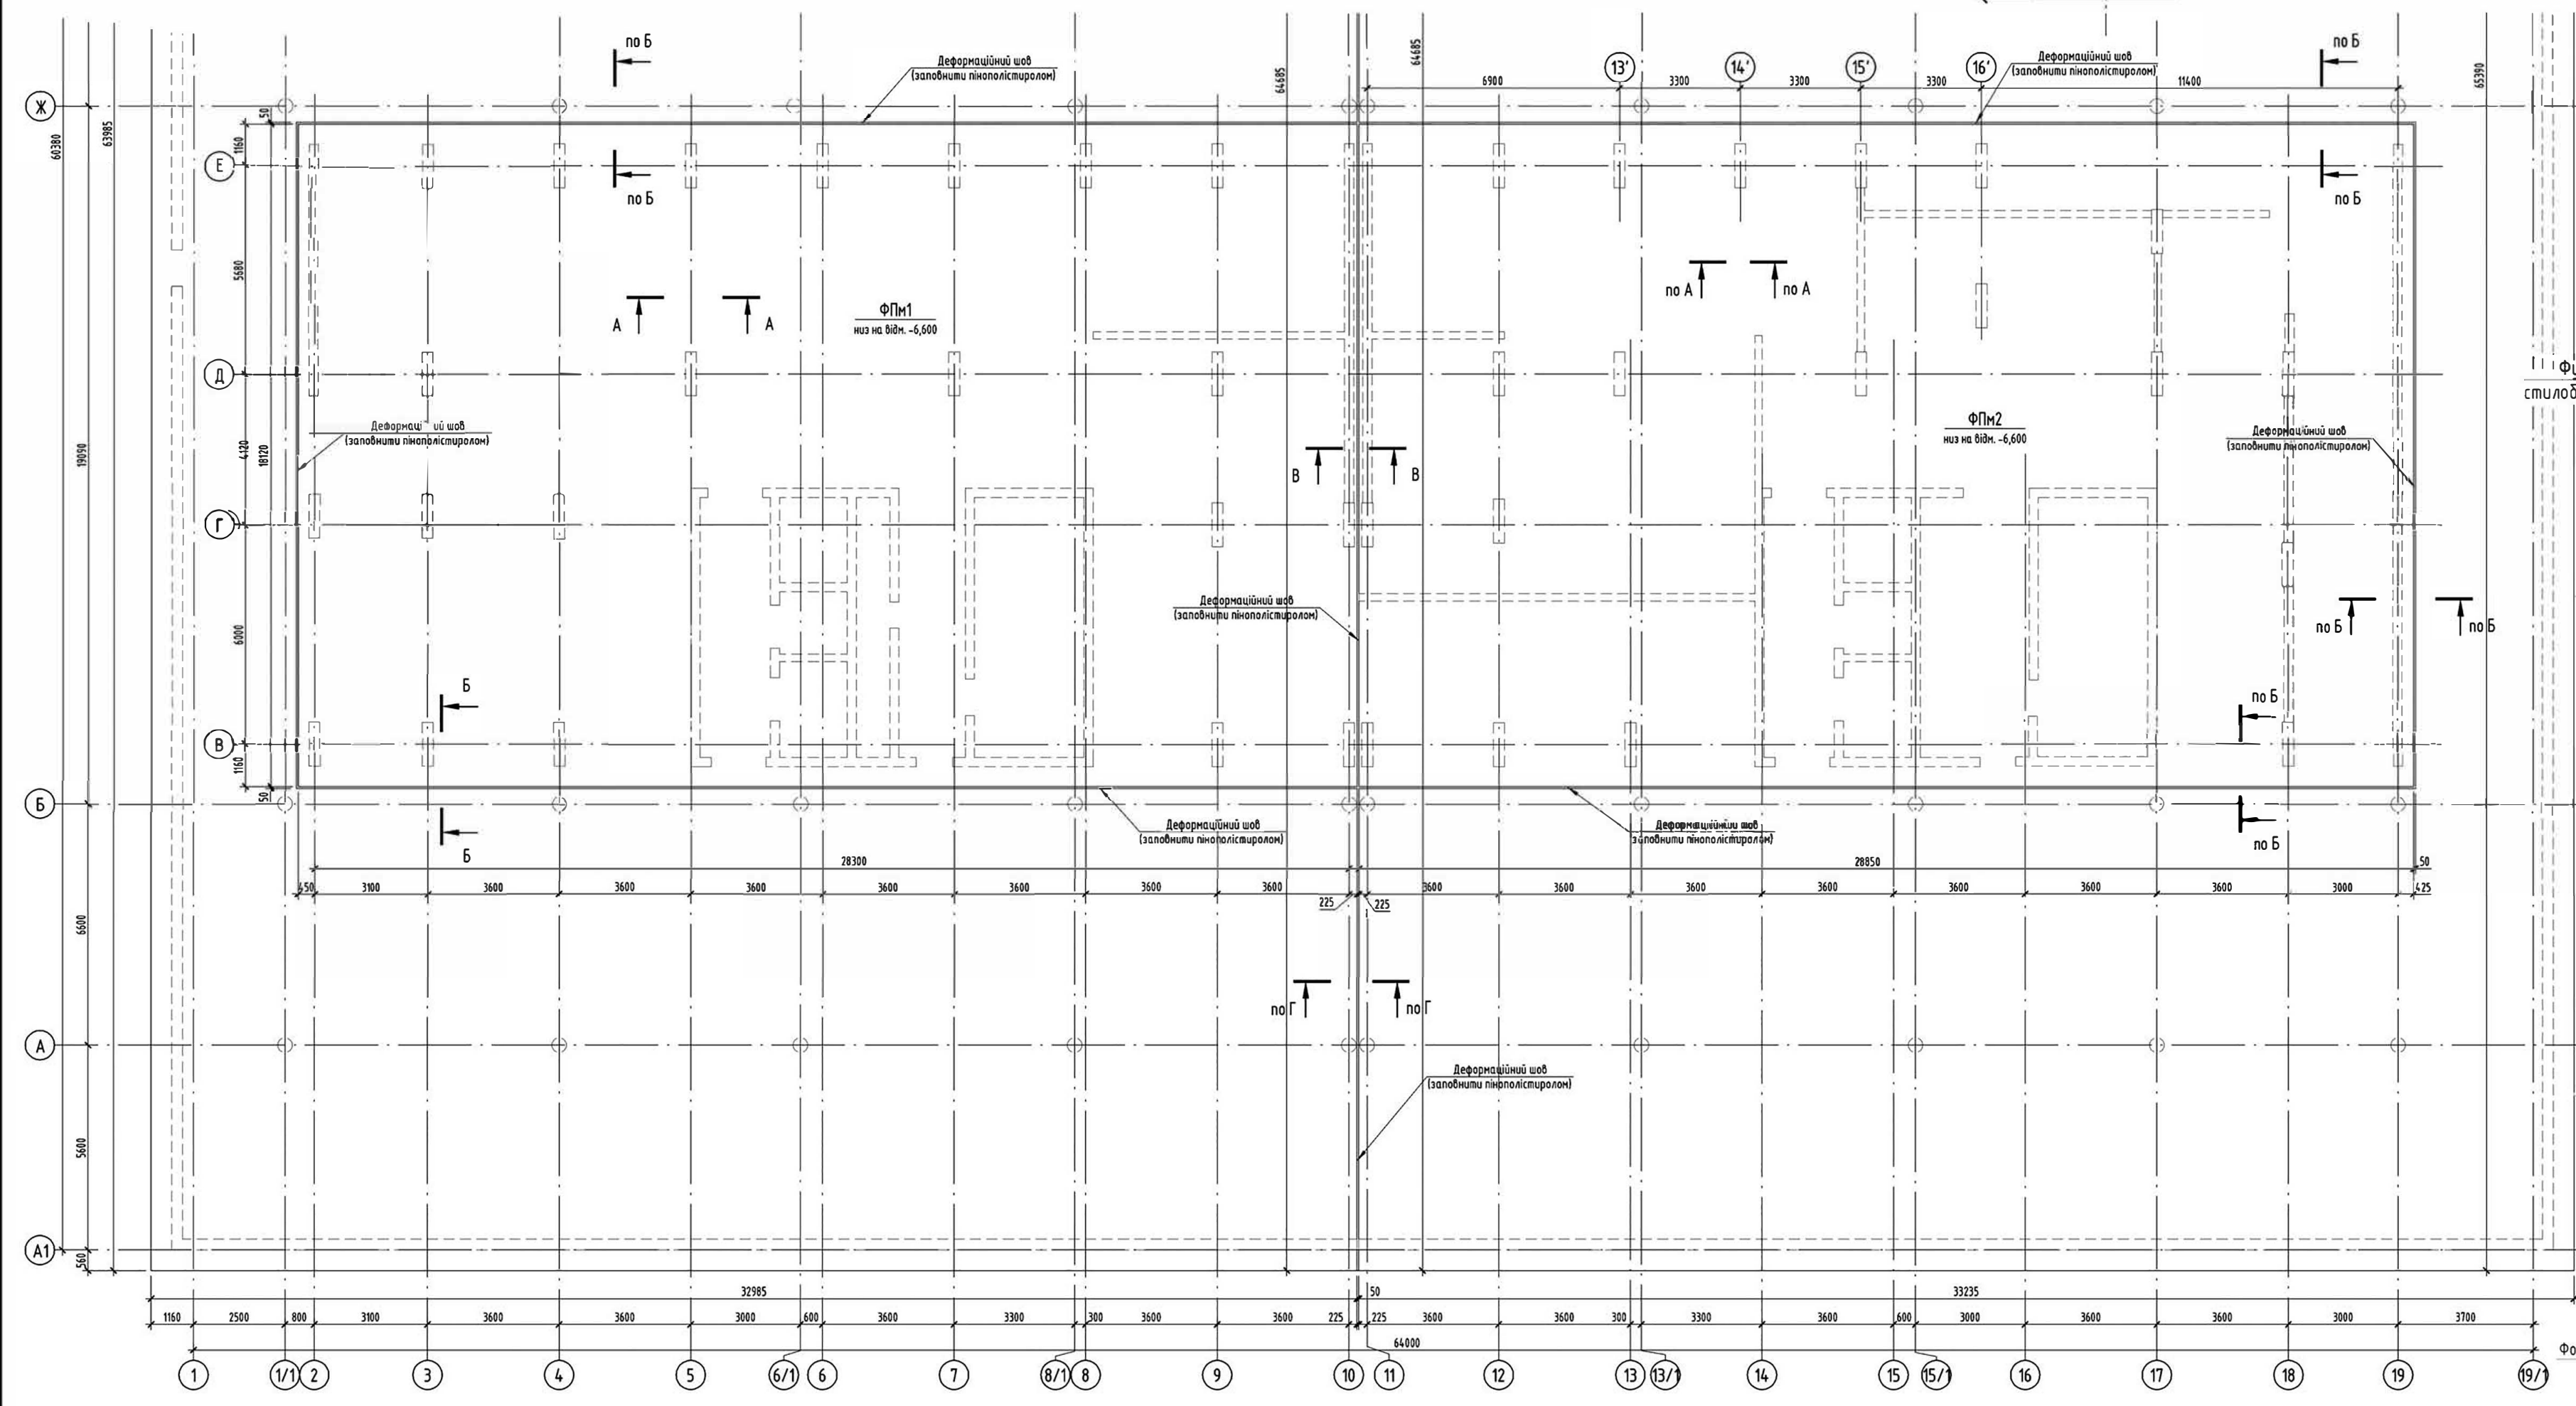 по Б
Деформаційний шов
(заповнити пінополістиролом)
64685
64685
13'
14'
15'
16'
Деформаційний шов
(заповнити пінополістиролом)
по Б
65390
6900
3300
3300
3300
11400
Ж
60380
63985
50
1160
Е
по Б
по Б
5680
по А
по А
А
А
ФПм1
низ на відм. -6,600
Д
ФПм2
низ на відм. -6,600
19090
4120
18120
(заповнити пінополістиролом)
Деформаційний шов
(заповнити пінополістиролом)
В
В
Г
6000
Деформаційний шов
(заповнити пінополістиролом)
по Б
по Б
Б
по Б
В
1160
50
Б
Деформаційний шов
(заповнити пінополістиролом)
Деформаційний шов
(заповнити пінополістиролом)
Б
по Б
28300
28850
50
450
3100
3600
3600
3600
3600
3600
3600
3600
3600
3600
3600
3600
3600
3600
3600
3000
425
225
225
6600
по Г
по Г
А
Деформаційний шов
(заповнити пінополістиролом)
5600
А1
560
32985
50
33235
1160
2500
800
3100
3600
3600
3000
600
3600
3300
300
3600
3600
225
225
3600
3600
300
3300
3600
600
3000
3600
3600
3000
3700
64000
1
1/1
2
3
4
5
6/1
6
7
8/1
8
9
10
11
12
13
13/1
14
15
15/1
16
17
18
19
19/1